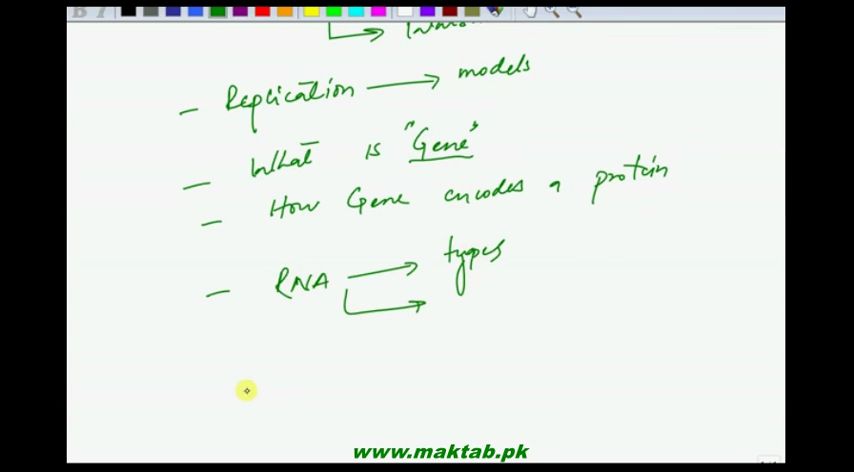 - Replication → models
- What is "Gene"
- How Gene encodes a protein
- RNA → types
www.maktab.pk